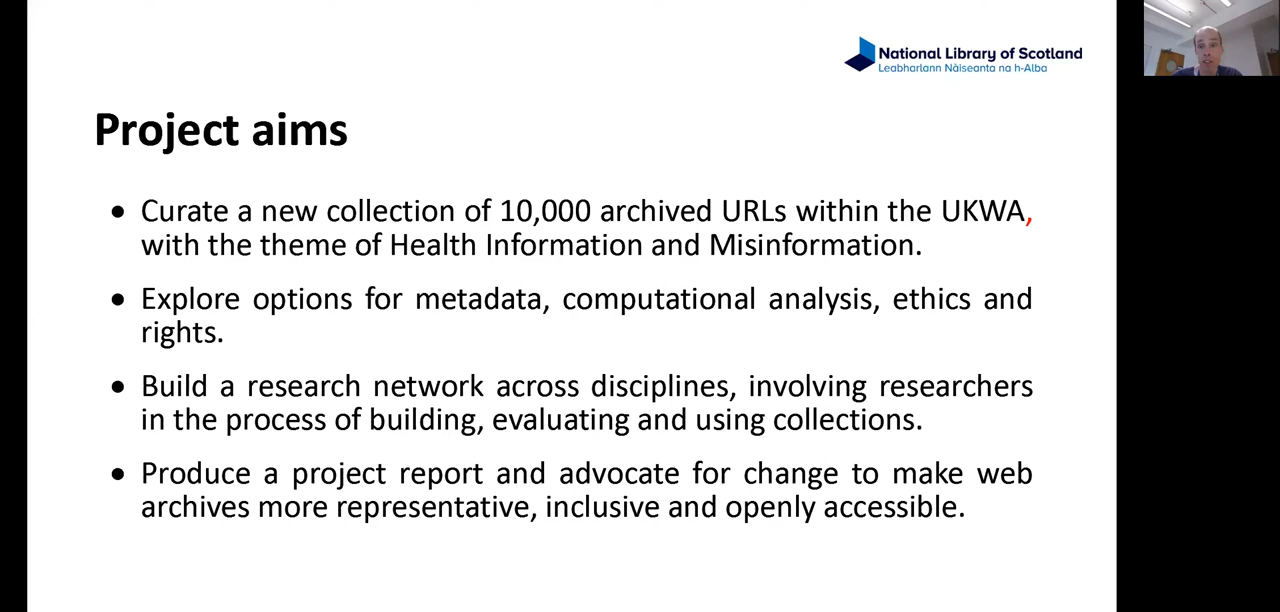 National Library of Scotland
Leabharlann Nàiseanta na h-Alba
Project aims
• Curate a new collection of 10,000 archived URLs within the UKWA,
with the theme of Health Information and Misinformation.
• Explore options for metadata, computational analysis, ethics and
rights.
• Build a research network across disciplines, involving researchers
in the process of building, evaluating and using collections.
• Produce a project report and advocate for change to make web
archives more representative, inclusive and openly accessible.